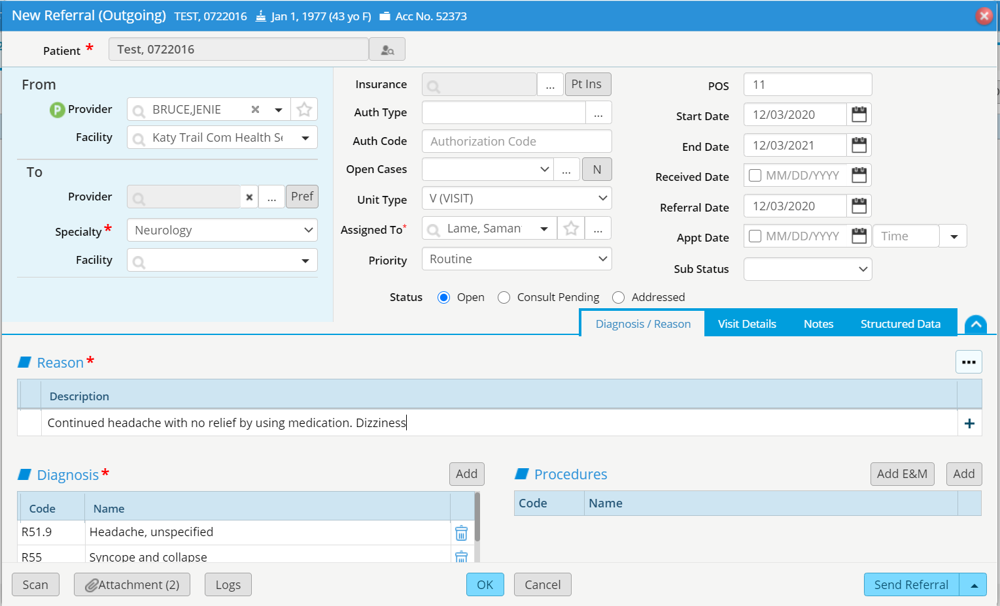 New Referral (Outgoing) TEST, 0722016 Jan 1, 1977 (43 yo F) Acc No. 52373
Patient * Test, 0722016
From
P Provider BRUCE,JENIE
Facility Katy Trail Com Health Se
To
Provider ... Pref
Specialty * Neurology
Facility
Insurance ... Pt Ins
Auth Type ...
Auth Code Authorization Code
Open Cases ... N
Unit Type V (VISIT)
Assigned To* Lame, Saman ...
Priority Routine
POS 11
Start Date 12/03/2020
End Date 12/03/2021
Received Date MM/DD/YYYY
Referral Date 12/03/2020
Appt Date MM/DD/YYYY Time
Sub Status
Status Open Consult Pending Addressed
Diagnosis / Reason Visit Details Notes Structured Data
Reason *
Description
Continued headache with no relief by using medication. Dizziness
Diagnosis * Add
Code Name
R51.9 Headache, unspecified
R55 Syncope and collapse
Procedures Add E&M Add
Code Name
Scan Attachment (2) Logs OK Cancel Send Referral